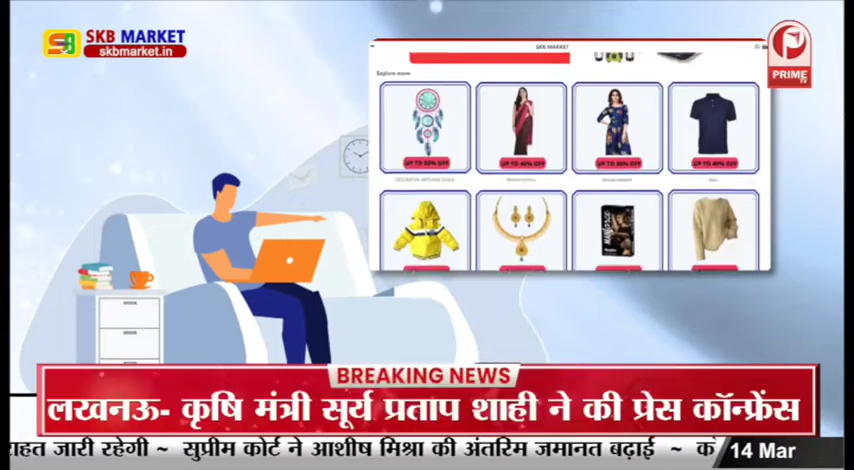 SKB MARKET
skbmarket.in
SKB MARKET
PRIME
TV
Explore more
UP TO 50% OFF
UP TO 40% OFF
UP TO 30% OFF
UP TO 40% OFF
BREAKING NEWS
लखनऊ- कृषि मंत्री सूर्य प्रताप शाही ने की प्रेस कॉन्फ्रेंस
राहत जारी रहेगी ~ सुप्रीम कोर्ट ने आशीष मिश्रा की अंतरिम जमानत बढ़ाई ~
14 Mar